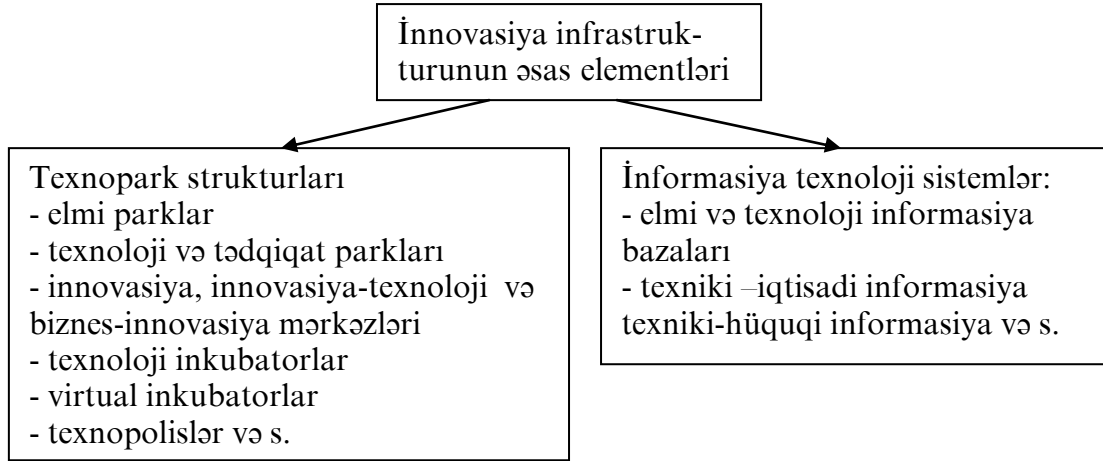 İnnovasiya infrastruk-
turunun əsas elementləri
Texnopark strukturları
- elmi parklar
- texnoloji və tədqiqat parkları
- innovasiya, innovasiya-texnoloji və
biznes-innovasiya mərkəzləri
- texnoloji inkubatorlar
- virtual inkubatorlar
- texnopolislər və s.
İnformasiya texnoloji sistemlər:
- elmi və texnoloji informasiya
bazaları
- texniki –iqtisadi informasiya
texniki-hüquqi informasiya və s.